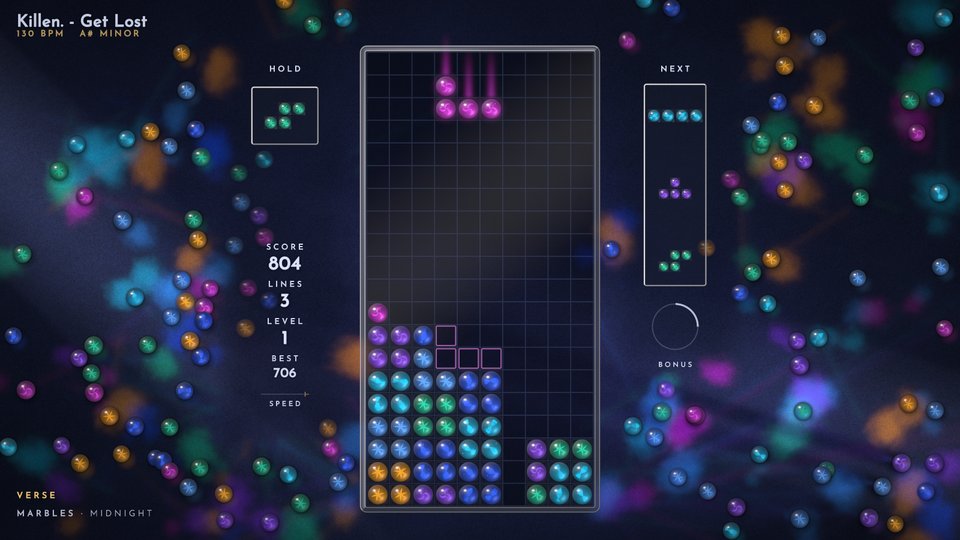 Killen. - Get Lost
130 BPM A# MINOR
HOLD
NEXT
SCORE
804
LINES
3
LEVEL
1
BEST
706
SPEED
BONUS
VERSE
MARBLES · MIDNIGHT